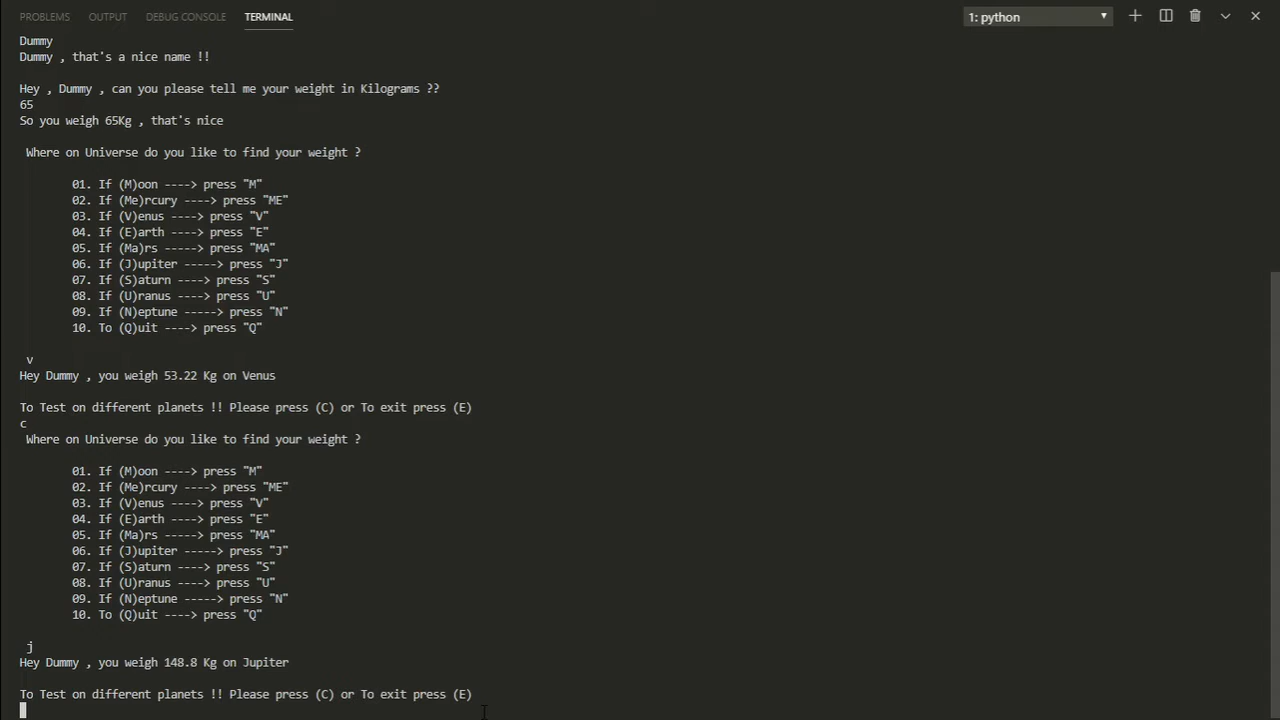 PROBLEMS OUTPUT DEBUG CONSOLE TERMINAL 1: python
Dummy
Dummy , that's a nice name !!
Hey , Dummy , can you please tell me your weight in Kilograms ??
65
So you weigh 65Kg , that's nice
Where on Universe do you like to find your weight ?
01. If (M)oon ----> press "M"
02. If (Me)rcury ----> press "ME"
03. If (V)enus ----> press "V"
04. If (E)arth ----> press "E"
05. If (Ma)rs -----> press "MA"
06. If (J)upiter -----> press "J"
07. If (S)aturn ----> press "S"
08. If (U)ranus ----> press "U"
09. If (N)eptune -----> press "N"
10. To (Q)uit ----> press "Q"
v
Hey Dummy , you weigh 53.22 Kg on Venus
To Test on different planets !! Please press (C) or To exit press (E)
c
Where on Universe do you like to find your weight ?
01. If (M)oon ----> press "M"
02. If (Me)rcury ----> press "ME"
03. If (V)enus ----> press "V"
04. If (E)arth ----> press "E"
05. If (Ma)rs -----> press "MA"
06. If (J)upiter -----> press "J"
07. If (S)aturn ----> press "S"
08. If (U)ranus ----> press "U"
09. If (N)eptune -----> press "N"
10. To (Q)uit ----> press "Q"
j
Hey Dummy , you weigh 148.8 Kg on Jupiter
To Test on different planets !! Please press (C) or To exit press (E)